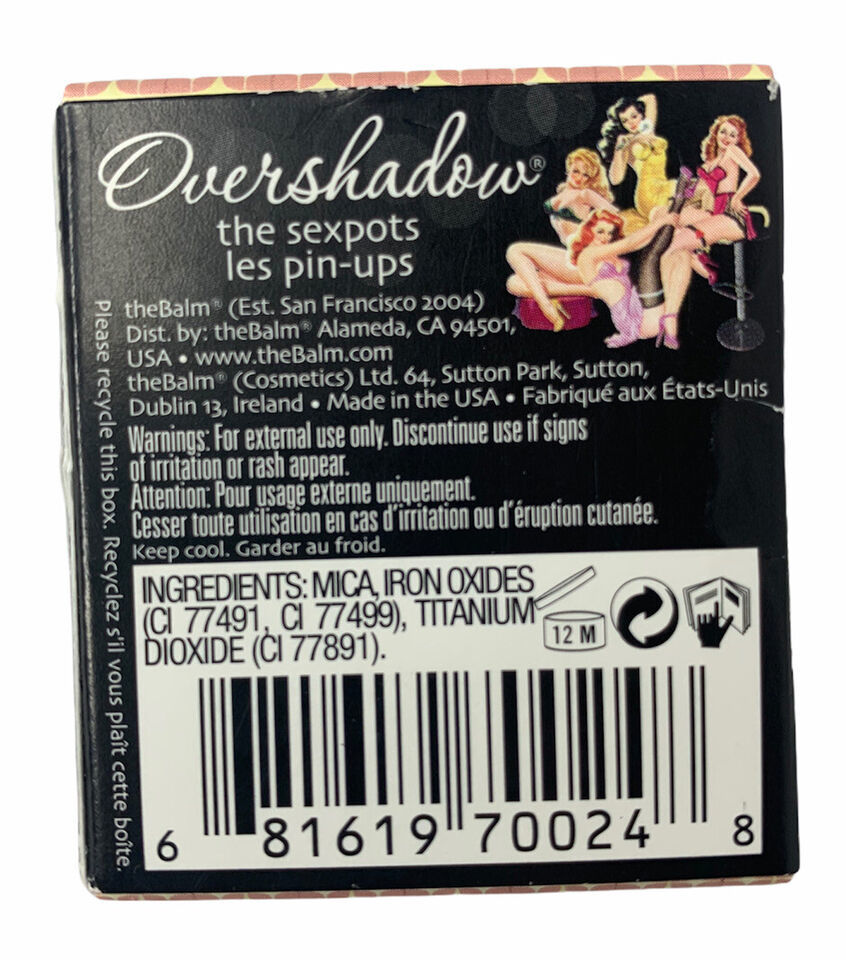 Overshadow®
the sexpots
les pin-ups
theBalm® (Est. San Francisco 2004)
Dist. by: theBalm® Alameda, CA 94501,
USA • www.theBalm.com
theBalm® (Cosmetics) Ltd. 64, Sutton Park, Sutton,
Dublin 13, Ireland • Made in the USA • Fabriqué aux États-Unis
Warnings: For external use only. Discontinue use if signs
of irritation or rash appear.
Attention: Pour usage externe uniquement.
Cesser toute utilisation en cas d'irritation ou d'éruption cutanée.
Keep cool. Garder au froid.
Please recycle this box. Recyclez s'il vous plaît cette boîte.
INGREDIENTS: MICA, IRON OXIDES
(CI 77491, CI 77499), TITANIUM
DIOXIDE (CI 77891).
12 M
6 81619 70024 8